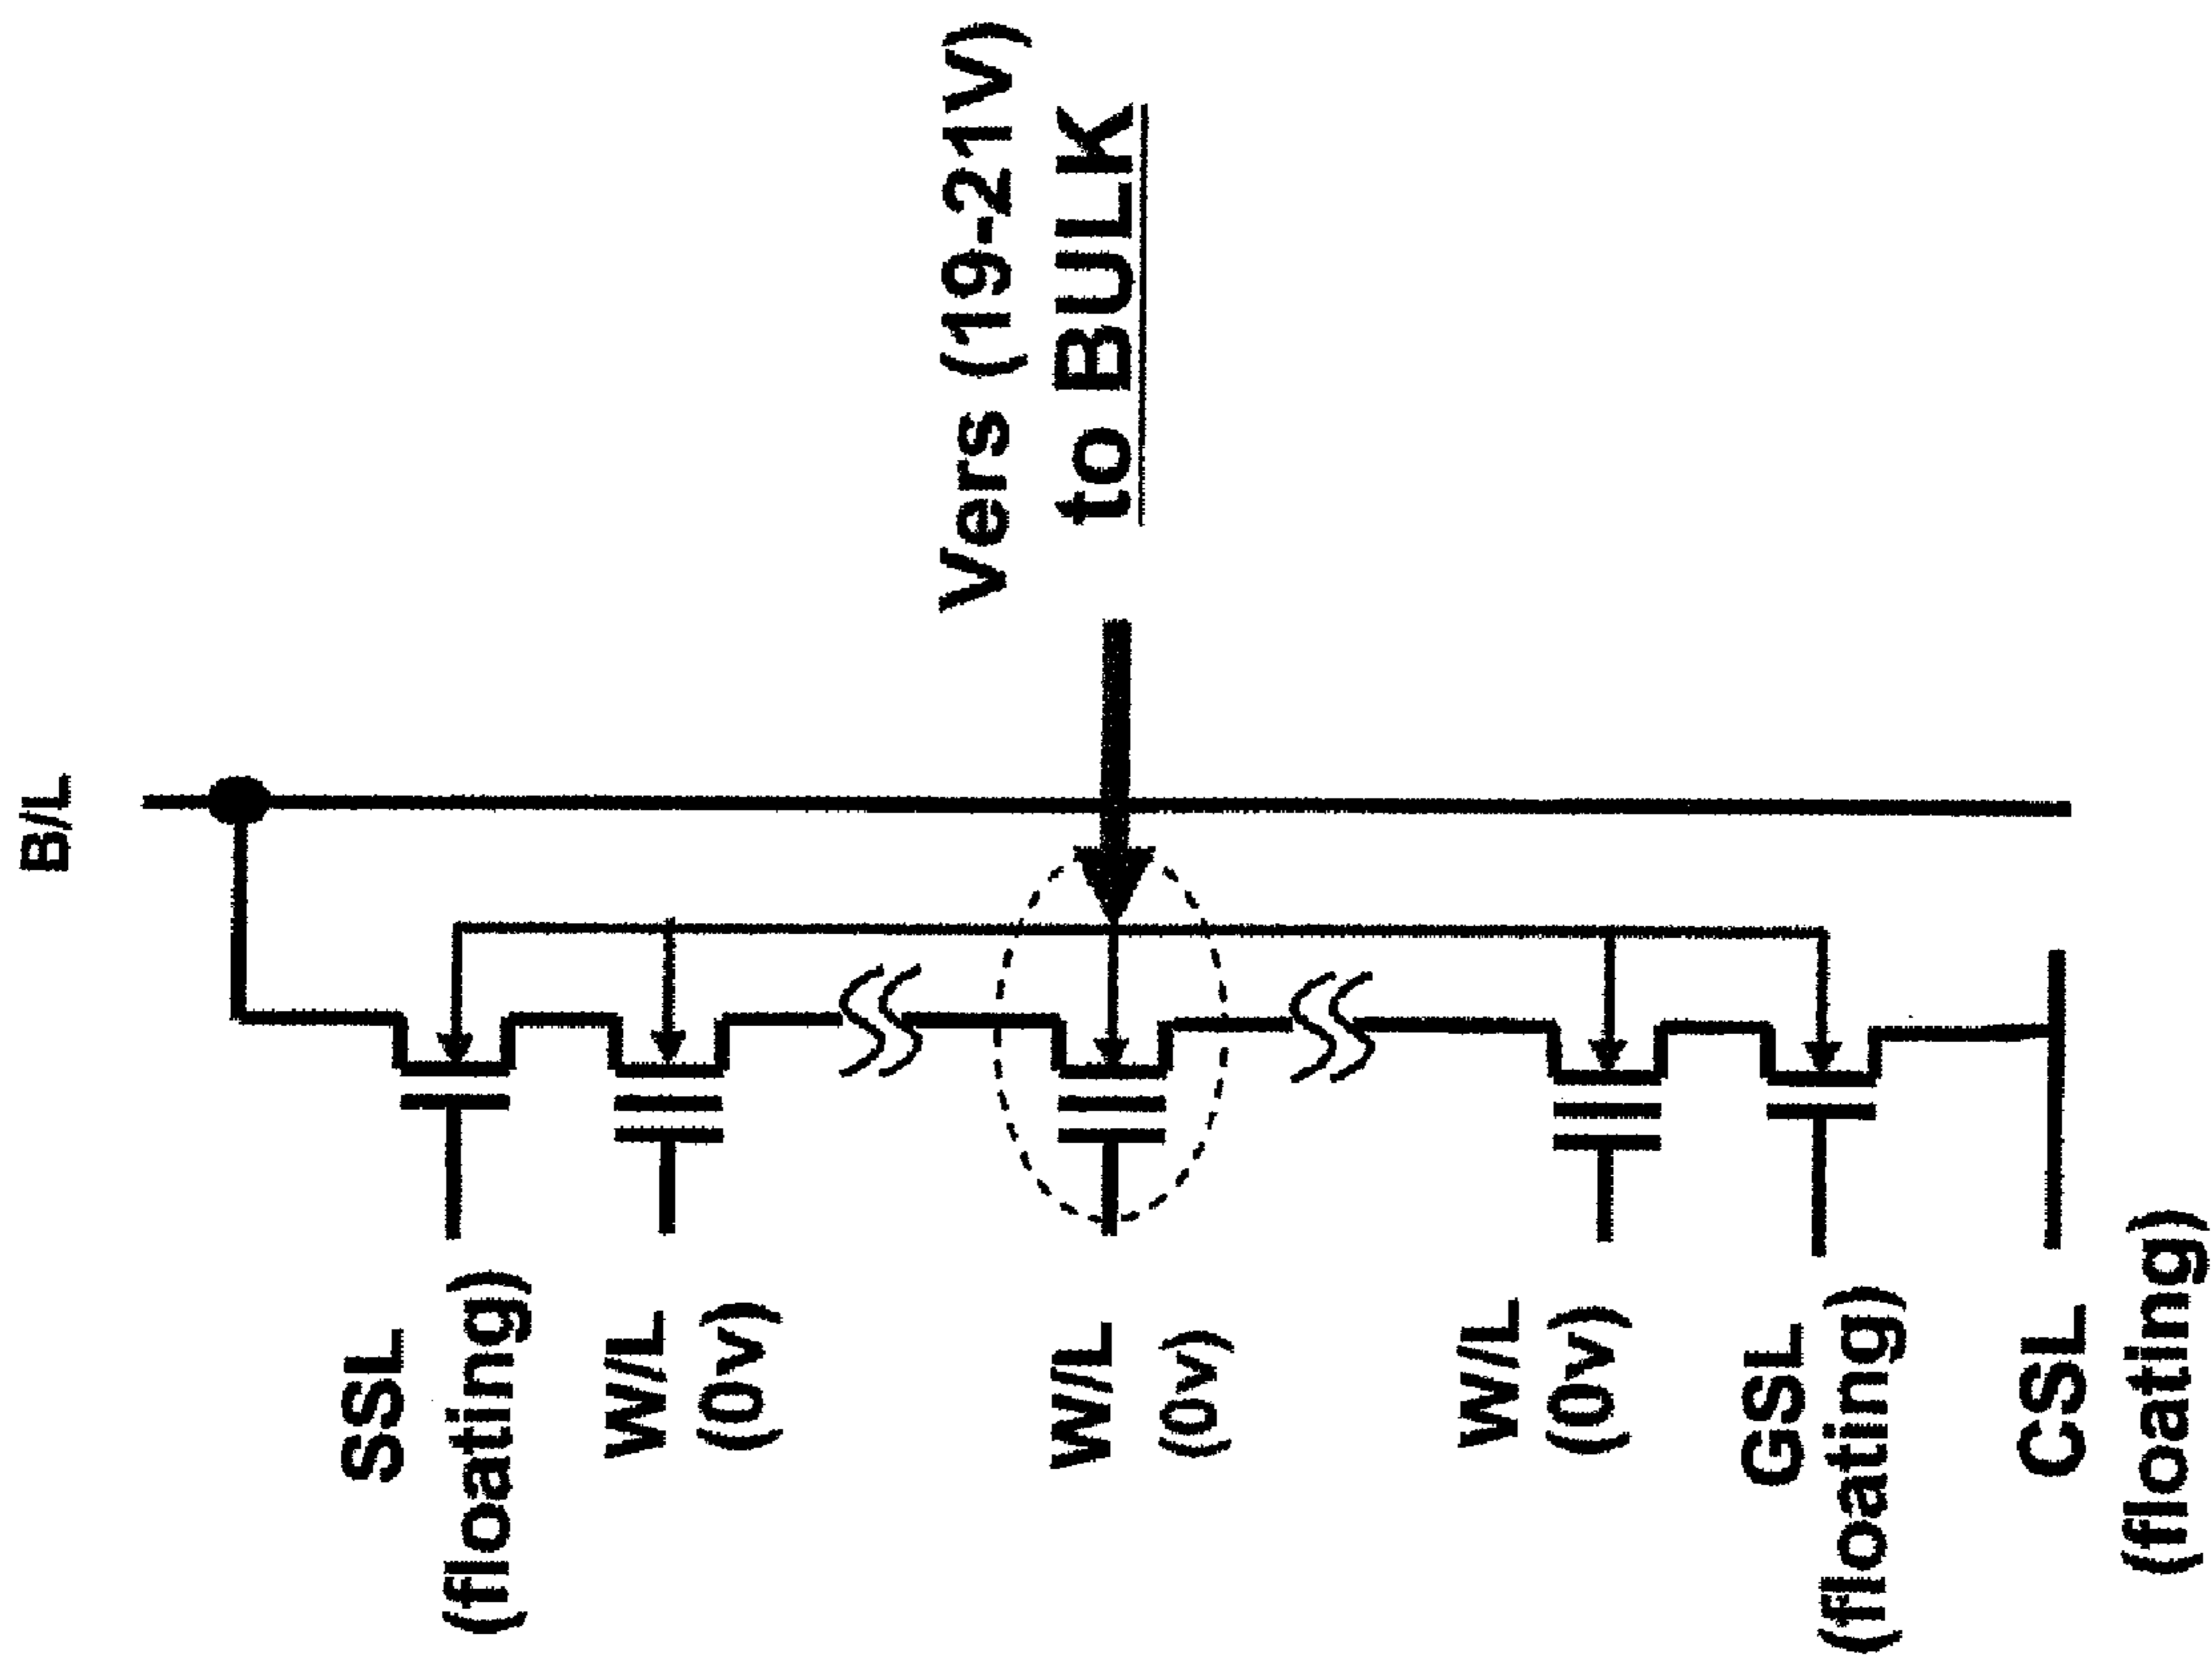 B/L
Vers (19-21V)
to BULK
SSL
(floating)
W/L
(0v)
W/L
(0v)
W/L
(0v)
GSL
(floating)
CSL
(floating)